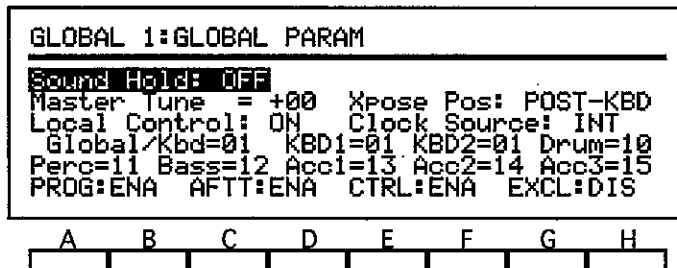 GLOBAL 1:GLOBAL PARAM
Sound Hold: OFF
Master Tune = +00 Xpose Pos: POST-KBD
Local Control: ON Clock Source: INT
Global/Kbd=01 KBD1=01 KBD2=01 Drum=10
Perc=11 Bass=12 Acc1=13 Acc2=14 Acc3=15
PROG:ENA AFTT:ENA CTRL:ENA EXCL:DIS
A B C D E F G H